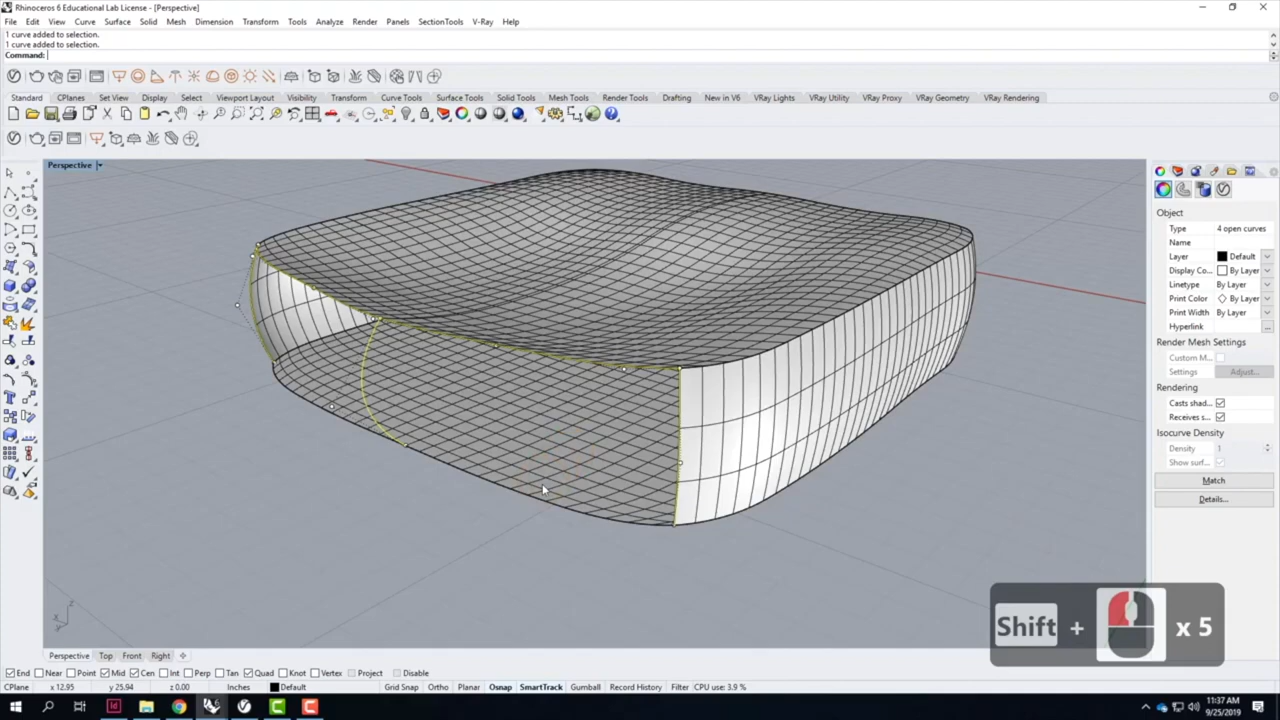 Rhinoceros 6 Educational Lab License - [Perspective]
File Edit View Curve Surface Solid Mesh Dimension Transform Tools Analyze Render Panels SectionTools V-Ray Help
1 curve added to selection.
1 curve added to selection.
Command:
Standard CPlanes Set View Display Select Viewport Layout Visibility Transform Curve Tools Surface Tools Solid Tools Mesh Tools Render Tools Drafting New in V6 VRay Lights VRay Utility VRay Proxy VRay Geometry VRay Rendering
Perspective
Object
Type 4 open curves
Name
Layer Default
Display Co... By Layer
Linetype By Layer
Print Color By Layer
Print Width By Layer
Hyperlink ...
Render Mesh Settings
Custom M...
Settings Adjust...
Rendering
Casts shad...
Receives s...
Isocurve Density
Density 1
Show surf...
Match
Details...
z
x
y
Shift + x 5
Perspective Top Front Right
End Near Point Mid Cen Int Perp Tan Quad Knot Vertex Project Disable
CPlane x 12.95 y 25.94 z 0.00 Inches Default Grid Snap Ortho Planar Osnap SmartTrack Gumball Record History Filter CPU use: 3.9 %
11:37 AM
9/25/2019